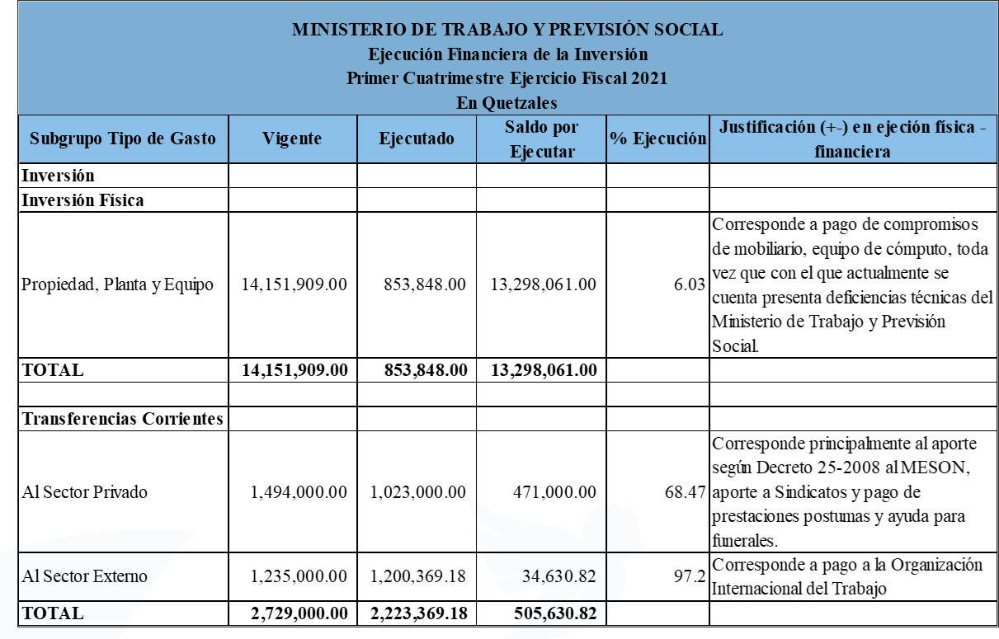 MINISTERIO DE TRABAJO Y PREVISIÓN SOCIAL
Ejecución Financiera de la Inversión
Primer Cuatrimestre Ejercicio Fiscal 2021
En Quetzales
Subgrupo Tipo de Gasto Vigente Ejecutado Saldo por Ejecutar % Ejecución Justificación (+-) en ejeción física - financiera
Inversión
Inversión Física
Propiedad, Planta y Equipo 14,151,909.00 853,848.00 13,298,061.00 6.03
Corresponde a pago de compromisos
de mobiliario, equipo de cómputo, toda
vez que con el que actualmente se
cuenta presenta deficiencias técnicas del
Ministerio de Trabajo y Previsión
Social.
TOTAL 14,151,909.00 853,848.00 13,298,061.00
Transferencias Corrientes
Al Sector Privado 1,494,000.00 1,023,000.00 471,000.00 68.47
Corresponde principalmente al aporte
según Decreto 25-2008 al MESON,
aporte a Sindicatos y pago de
prestaciones postumas y ayuda para
funerales.
Al Sector Externo 1,235,000.00 1,200,369.18 34,630.82 97.2
Corresponde a pago a la Organización
Internacional del Trabajo
TOTAL 2,729,000.00 2,223,369.18 505,630.82